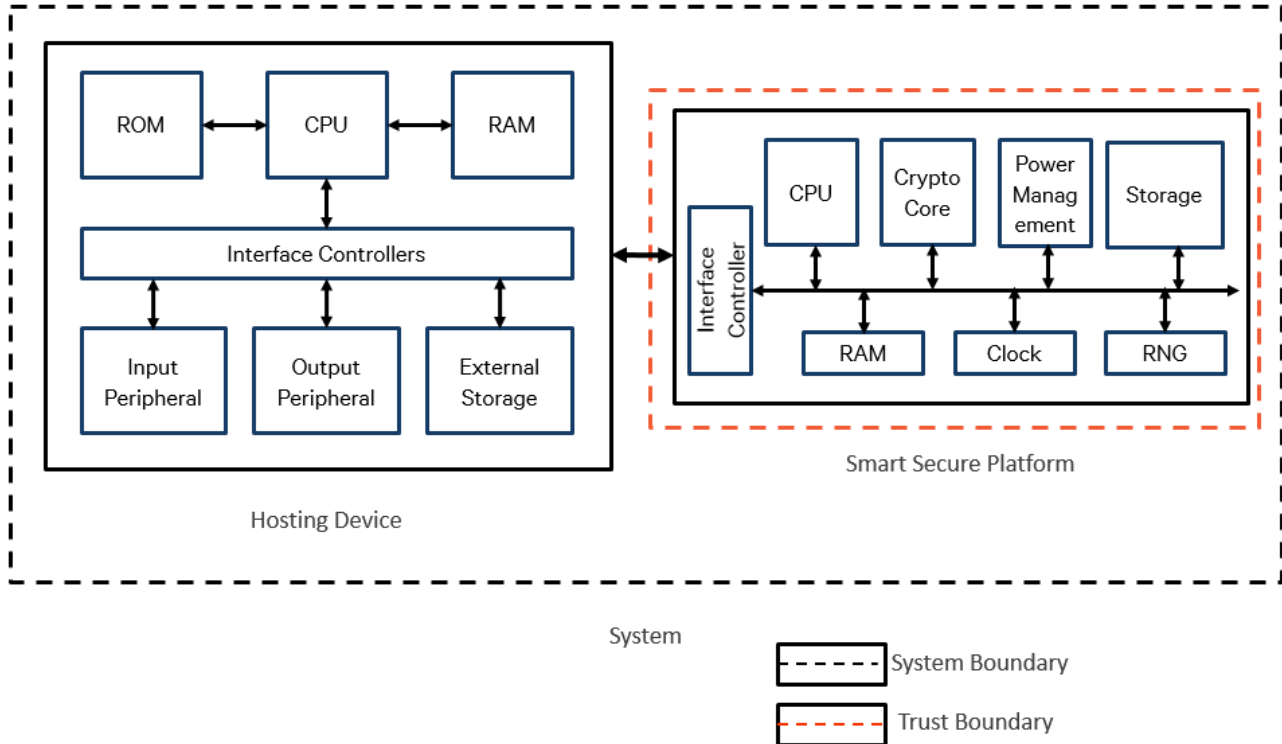 ROM
CPU
RAM
Interface Controllers
Input
Peripheral
Output
Peripheral
External
Storage
Hosting Device
Interface
Controller
CPU
Crypto
Core
Power
Manag
ement
Storage
RAM
Clock
RNG
Smart Secure Platform
System
System Boundary
Trust Boundary